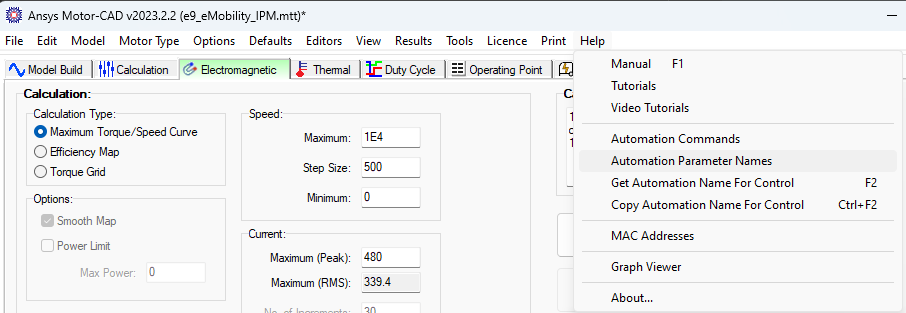 Ansys Motor-CAD v2023.2.2 (e9_eMobility_IPM.mtt)*
File Edit Model Motor Type Options Defaults Editors View Results Tools Licence Print Help
Model Build Calculation Electromagnetic Thermal Duty Cycle Operating Point
Calculation:
Calculation Type:
Maximum Torque/Speed Curve
Efficiency Map
Torque Grid
Options:
Smooth Map
Power Limit
Max Power: 0
Speed:
Maximum: 1E4
Step Size: 500
Minimum: 0
Current:
Maximum (Peak): 480
Maximum (RMS): 339.4
No. of Increments: 30
Manual F1
Tutorials
Video Tutorials
Automation Commands
Automation Parameter Names
Get Automation Name For Control F2
Copy Automation Name For Control Ctrl+F2
MAC Addresses
Graph Viewer
About...